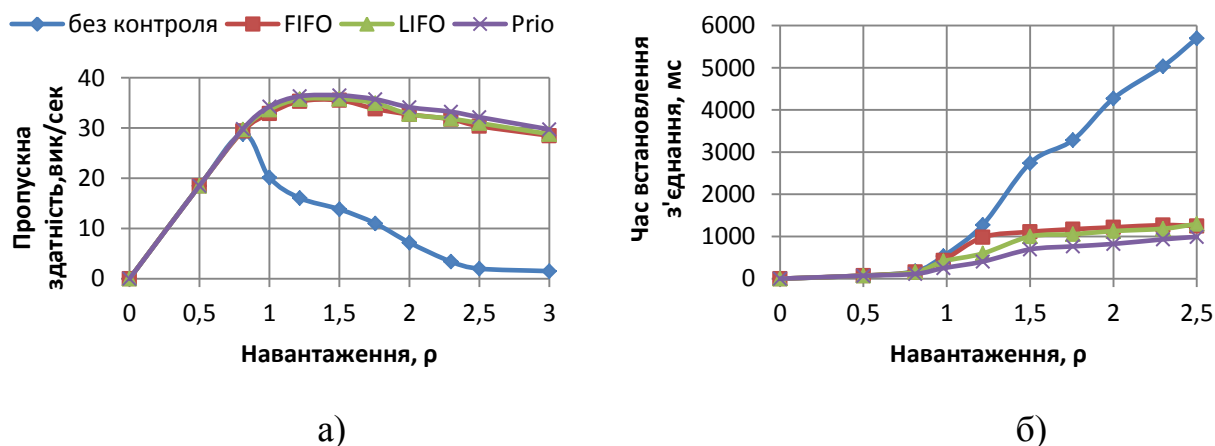 без контроля FIFO LIFO Prio
Пропускна
здатність,вик/сек
40
30
20
10
0
0 0,5 1 1,5 2 2,5 3
Навантаження, ρ
а)
Час встановлення
з'єднання, мс
6000
5000
4000
3000
2000
1000
0
0 0,5 1 1,5 2 2,5
Навантаження, ρ
б)